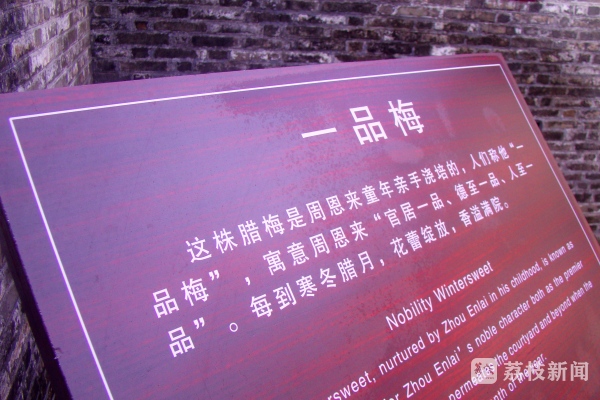 一品梅
这株腊梅是周恩来童年亲手浇培的，人们称他“一
品梅”，寓意周恩来“官居一品、德至一品、人至一
品”。每到寒冬腊月，花蕾绽放，香溢满院。
Nobility Wintersweet
nurtured by Zhou Enlai in his childhood, is known as
Zhou Enlai's noble character both as the premier
the courtyard and beyond when the
of the year.
荔枝新闻